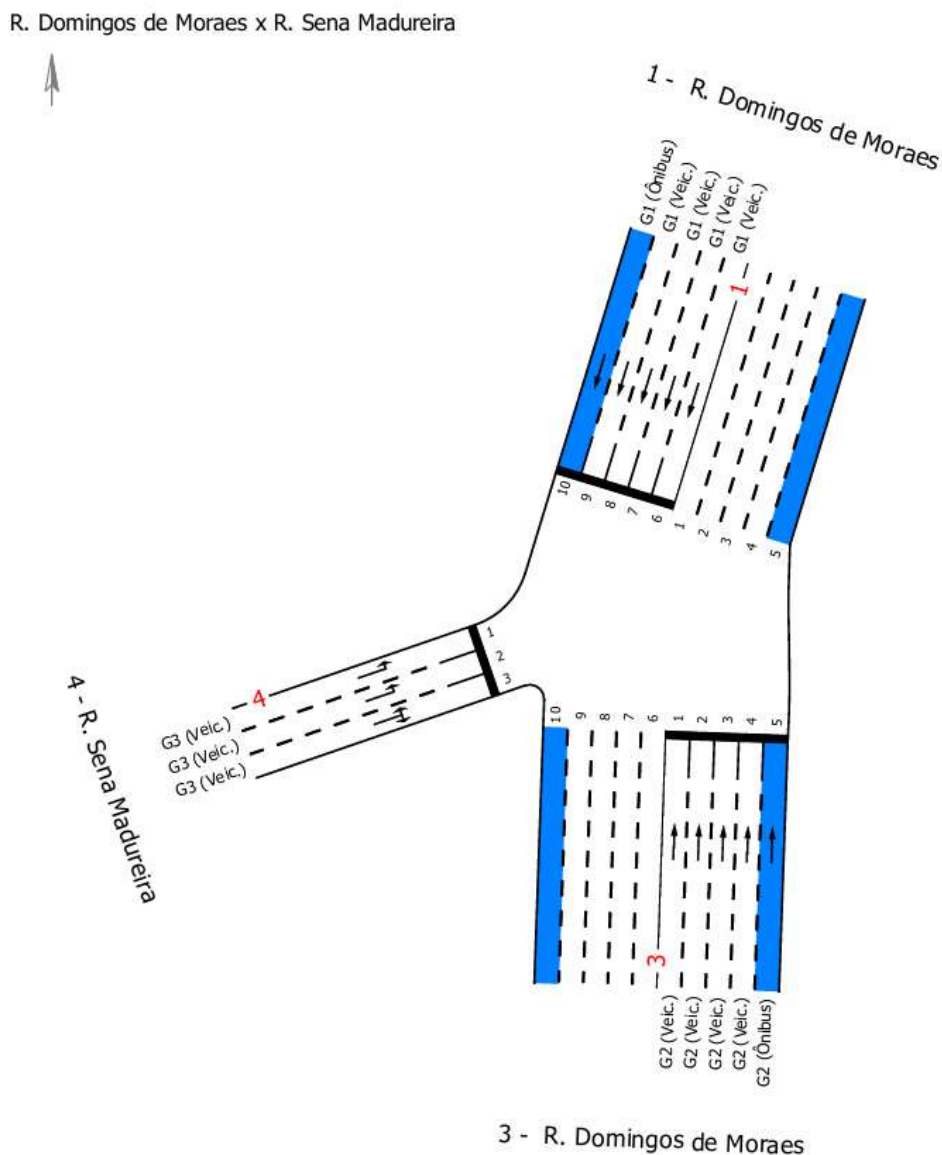 R. Domingos de Moraes x R. Sena Madureira
1 - R. Domingos de Moraes
G1 (Ônibus)
G1 (Veic.)
G1 (Veic.)
G1 (Veic.)
G1 (Veic.)
1
10
9
8
7
6
1
2
3
4
5
4 - R. Sena Madureira
4
G3 (Veic.)
G3 (Veic.)
G3 (Veic.)
1
2
3
10
9
8
7
6
1
2
3
4
5
3
G2 (Veic.)
G2 (Veic.)
G2 (Veic.)
G2 (Veic.)
G2 (Ônibus)
3 - R. Domingos de Moraes